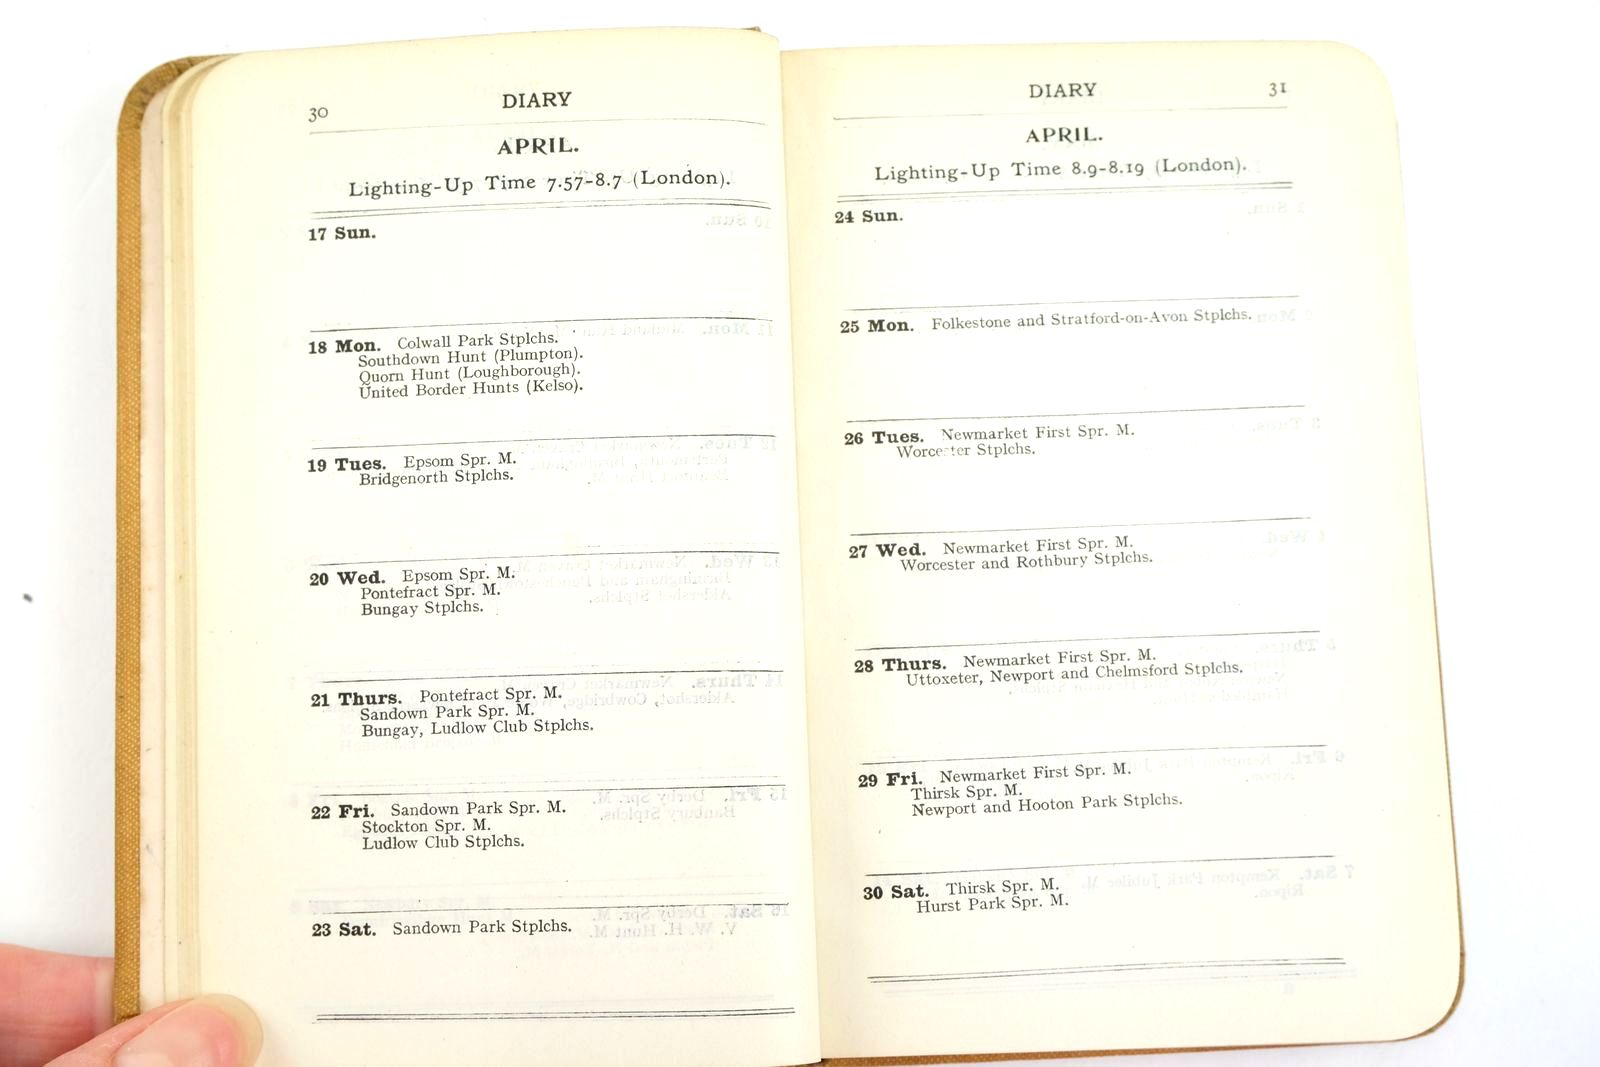 30
DIARY
APRIL.
Lighting-Up Time 7.57-8.7 (London).
17 Sun.
18 Mon. Colwall Park Stplchs.
Southdown Hunt (Plumpton).
Quorn Hunt (Loughborough).
United Border Hunts (Kelso).
19 Tues. Epsom Spr. M.
Bridgenorth Stplchs.
20 Wed. Epsom Spr. M.
Pontefract Spr. M.
Bungay Stplchs.
21 Thurs. Pontefract Spr. M.
Sandown Park Spr. M.
Bungay, Ludlow Club Stplchs.
22 Fri. Sandown Park Spr. M.
Stockton Spr. M.
Ludlow Club Stplchs.
23 Sat. Sandown Park Stplchs.
DIARY
31
APRIL.
Lighting-Up Time 8.9-8.19 (London).
24 Sun.
25 Mon. Folkestone and Stratford-on-Avon Stplchs.
26 Tues. Newmarket First Spr. M.
Worcester Stplchs.
27 Wed. Newmarket First Spr. M.
Worcester and Rothbury Stplchs.
28 Thurs. Newmarket First Spr. M.
Uttoxeter, Newport and Chelmsford Stplchs.
29 Fri. Newmarket First Spr. M.
Thirsk Spr. M.
Newport and Hooton Park Stplchs.
30 Sat. Thirsk Spr. M.
Hurst Park Spr. M.